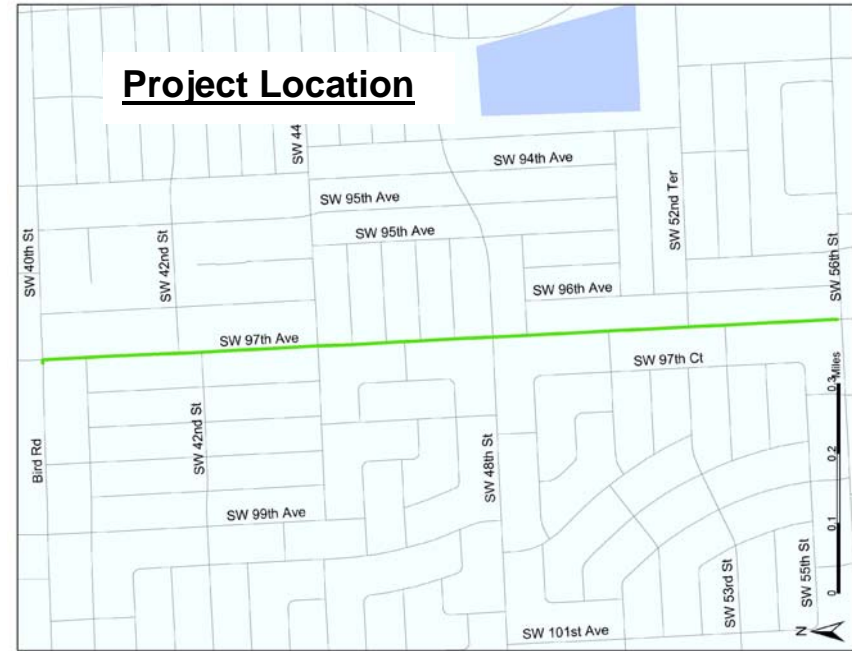 Project Location
SW 44
SW 94th Ave
SW 95th Ave
SW 52nd Ter
SW 95th Ave
SW 40th St
SW 42nd St
SW 56th St
SW 96th Ave
SW 97th Ave
SW 97th Ct
Miles
0.3
0.2
0.1
0
Bird Rd
SW 42nd St
SW 48th St
SW 99th Ave
SW 53rd St
SW 55th St
SW 101st Ave
N